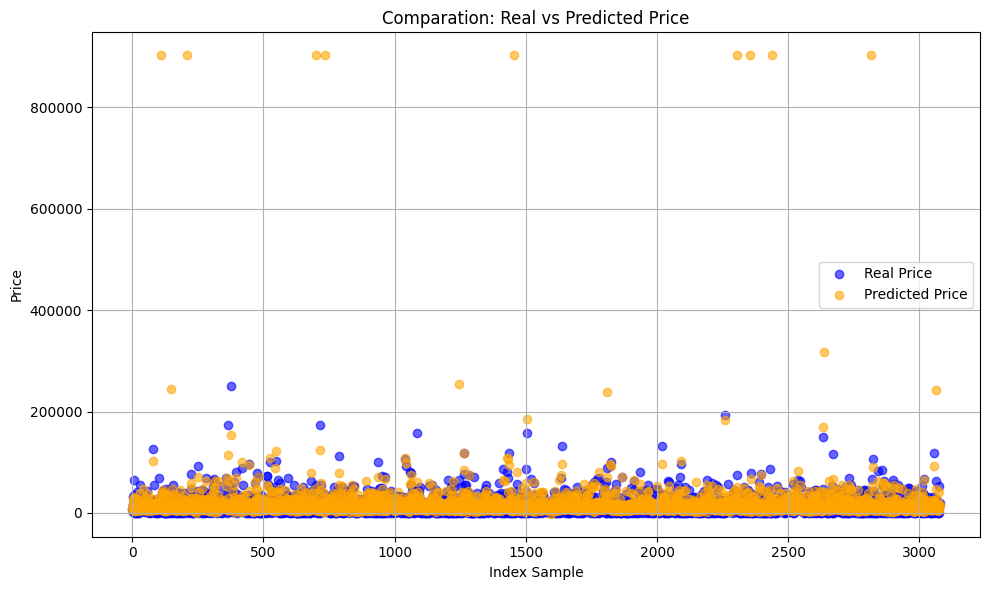 Comparation: Real vs Predicted Price
Price
800000
600000
400000
200000
0
Real Price
Predicted Price
0 500 1000 1500 2000 2500 3000
Index Sample